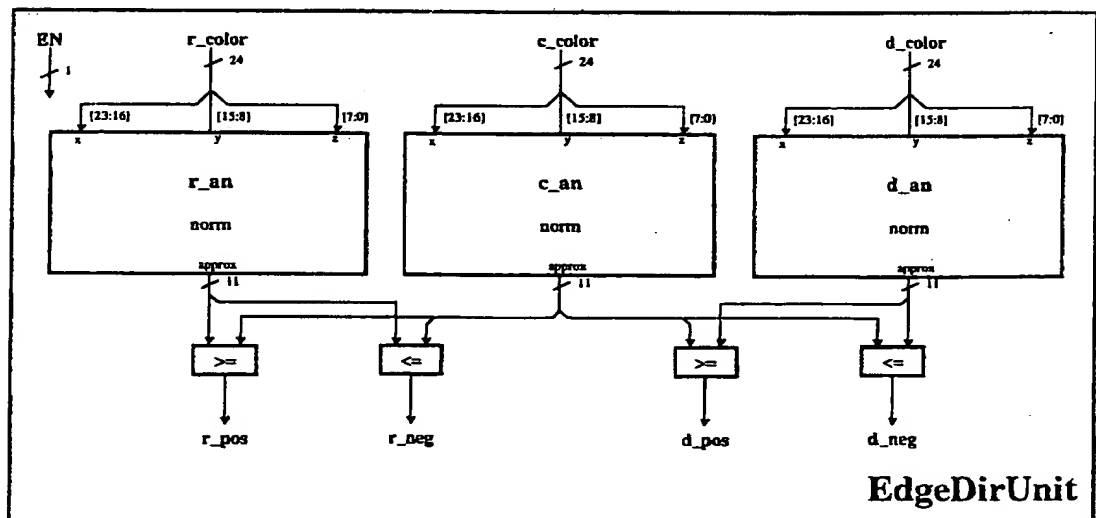 EN r_color c_color d_color
1 24 24 24
[23:16] [15:8] [7:0] [23:16] [15:8] [7:0] [23:16] [15:8] [7:0]
x y z x y z x y z
r_an c_an d_an
norm norm norm
approx approx approx
11 11 11
>= <= >= <=
r_pos r_neg d_pos d_neg
EdgeDirUnit